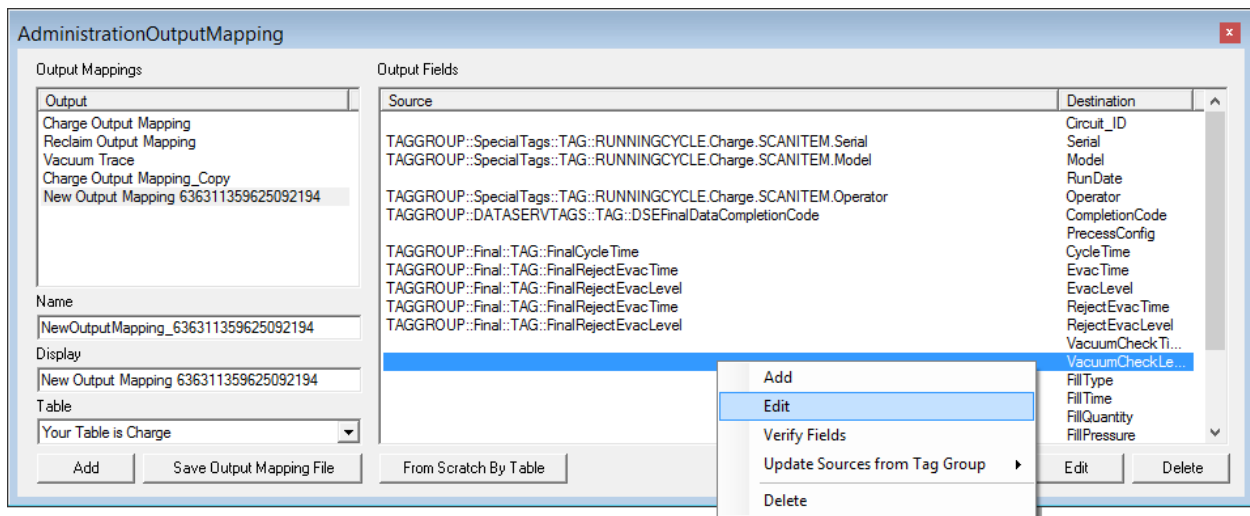 AdministrationOutputMapping
x
Output Mappings
Output Fields
Output
Charge Output Mapping
Reclaim Output Mapping
Vacuum Trace
Charge Output Mapping_Copy
New Output Mapping 636311359625092194
Name
NewOutputMapping_636311359625092194
Display
New Output Mapping 636311359625092194
Table
Your Table is Charge
Add
Save Output Mapping File
Source Destination
Circuit_ID
TAGGROUP::SpecialTags::TAG::RUNNINGCYCLE.Charge.SCANITEM.Serial Serial
TAGGROUP::SpecialTags::TAG::RUNNINGCYCLE.Charge.SCANITEM.Model Model
RunDate
TAGGROUP::SpecialTags::TAG::RUNNINGCYCLE.Charge.SCANITEM.Operator Operator
TAGGROUP::DATASERVTAGS::TAG::DSEFinalDataCompletionCode CompletionCode
PrecessConfig
TAGGROUP::Final::TAG::FinalCycleTime CycleTime
TAGGROUP::Final::TAG::FinalRejectEvacTime EvacTime
TAGGROUP::Final::TAG::FinalRejectEvacLevel EvacLevel
TAGGROUP::Final::TAG::FinalRejectEvacTime RejectEvacTime
TAGGROUP::Final::TAG::FinalRejectEvacLevel RejectEvacLevel
VacuumCheckTi...
VacuumCheckLe...
FillType
FillTime
FillQuantity
FillPressure
Add
Edit
Verify Fields
Update Sources from Tag Group
Delete
From Scratch By Table
Edit
Delete